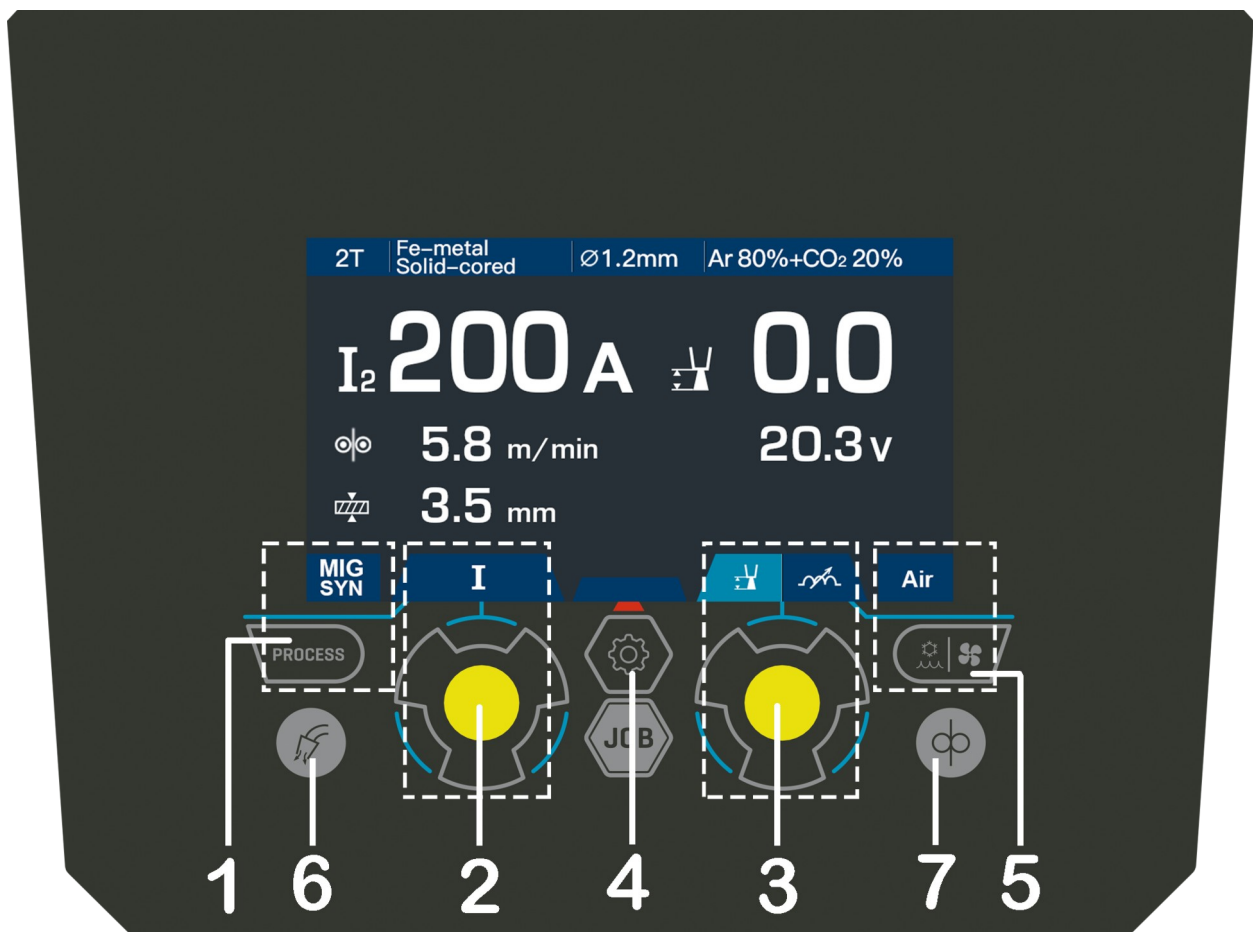 2T
Fe-metal
Solid-cored
Ø1.2mm
Ar 80%+CO₂ 20%
I₂ 200 A
0.0
5.8 m/min
20.3 V
3.5 mm
MIG
SYN
I
Air
PROCESS
JOB
1
6
2
4
3
7
5